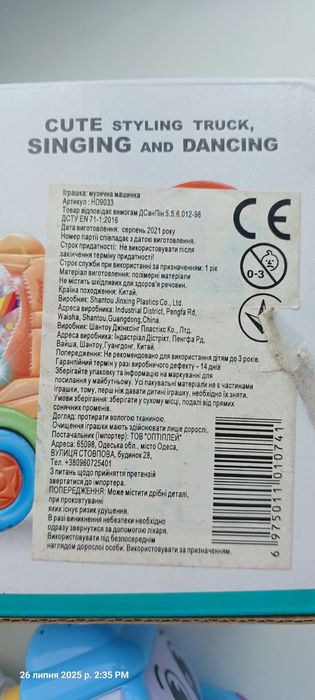 CUTE STYLING TRUCK,
SINGING AND DANCING
Іграшка: музична машинка
Артикул: HD9033
Товар відповідає вимогам ДСанПін 5.5.6.012-98
ДСТУ EN 71-1:2016
Дата виготовлення: серпень 2021 року
Номер партії співпадає з датою виготовлення.
Строк придатності: Не використовувати після
закінчення терміну придатності!
Строк служби при використанні за призначенням: 1 рік
Матеріал виготовлення: полімерні матеріали
Не містить шкідливих для здоров'я речовин.
Країна походження: Китай.
Виробник: Shantou Jinxing Plastics Co., Ltd.
Адреса виробника: Industrial District, Pengfa Rd,
Waisha, Shantou,Guangdong,China.
Виробник: Шантоу Джінксінг Пластікс Ко., Лтд.
Адреса виробника: Індастріал Дістрікт, Пенгфа Рд,
Вайша, Шантоу,Гуангдонг, Китай.
Попередження: Не рекомендовано для використання дітям до 3 років.
Гарантійний термін у разі виробничого дефекту – 14 днів
Зберігайте упаковку та інформацію на маркуванні для
посилання у майбутньому. Усі пакувальні матеріали не є частинами
іграшки, тому, перш ніж давати дитині іграшку, необхідно їх зняти.
Умови зберігання: зберігати у сухому місці, подалі від прямих
сонячних променів.
Догляд: протирати вологою тканиною.
Очищення іграшки мають здійснювати лише дорослі.
Постачальник (імпортер): ТОВ "ОПТІПЛЕЙ"
Адреса: 65098, Одеська обл., місто Одеса,
ВУЛИЦЯ СТОВПОВА, будинок 28,
Тел. +380960725401
З питань щодо прийняття претензій
звертатися до імпортера.
ПОПЕРЕДЖЕННЯ: Може містити дрібні деталі,
при проковтуванні
яких існує ризик удушення.
В разі виникнення небезпеки необхідно
одразу звернутися за допомогою лікаря.
Використовувати під безпосереднім
наглядом дорослої особи. Використовувати за призначенням.
CE
0-3
6975011010741
26 липня 2025 р. 2:35 PM